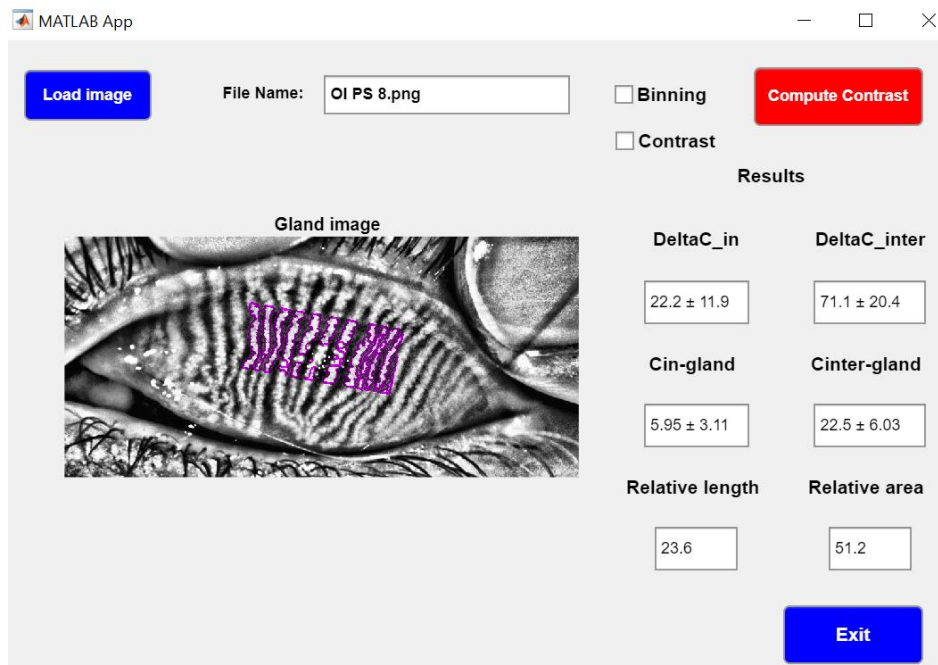 MATLAB App
Load image
File Name:
OI PS 8.png
Binning
Compute Contrast
Contrast
Results
Gland image
DeltaC_in
DeltaC_inter
22.2 ± 11.9
71.1 ± 20.4
Cin-gland
Cinter-gland
5.95 ± 3.11
22.5 ± 6.03
Relative length
Relative area
23.6
51.2
Exit